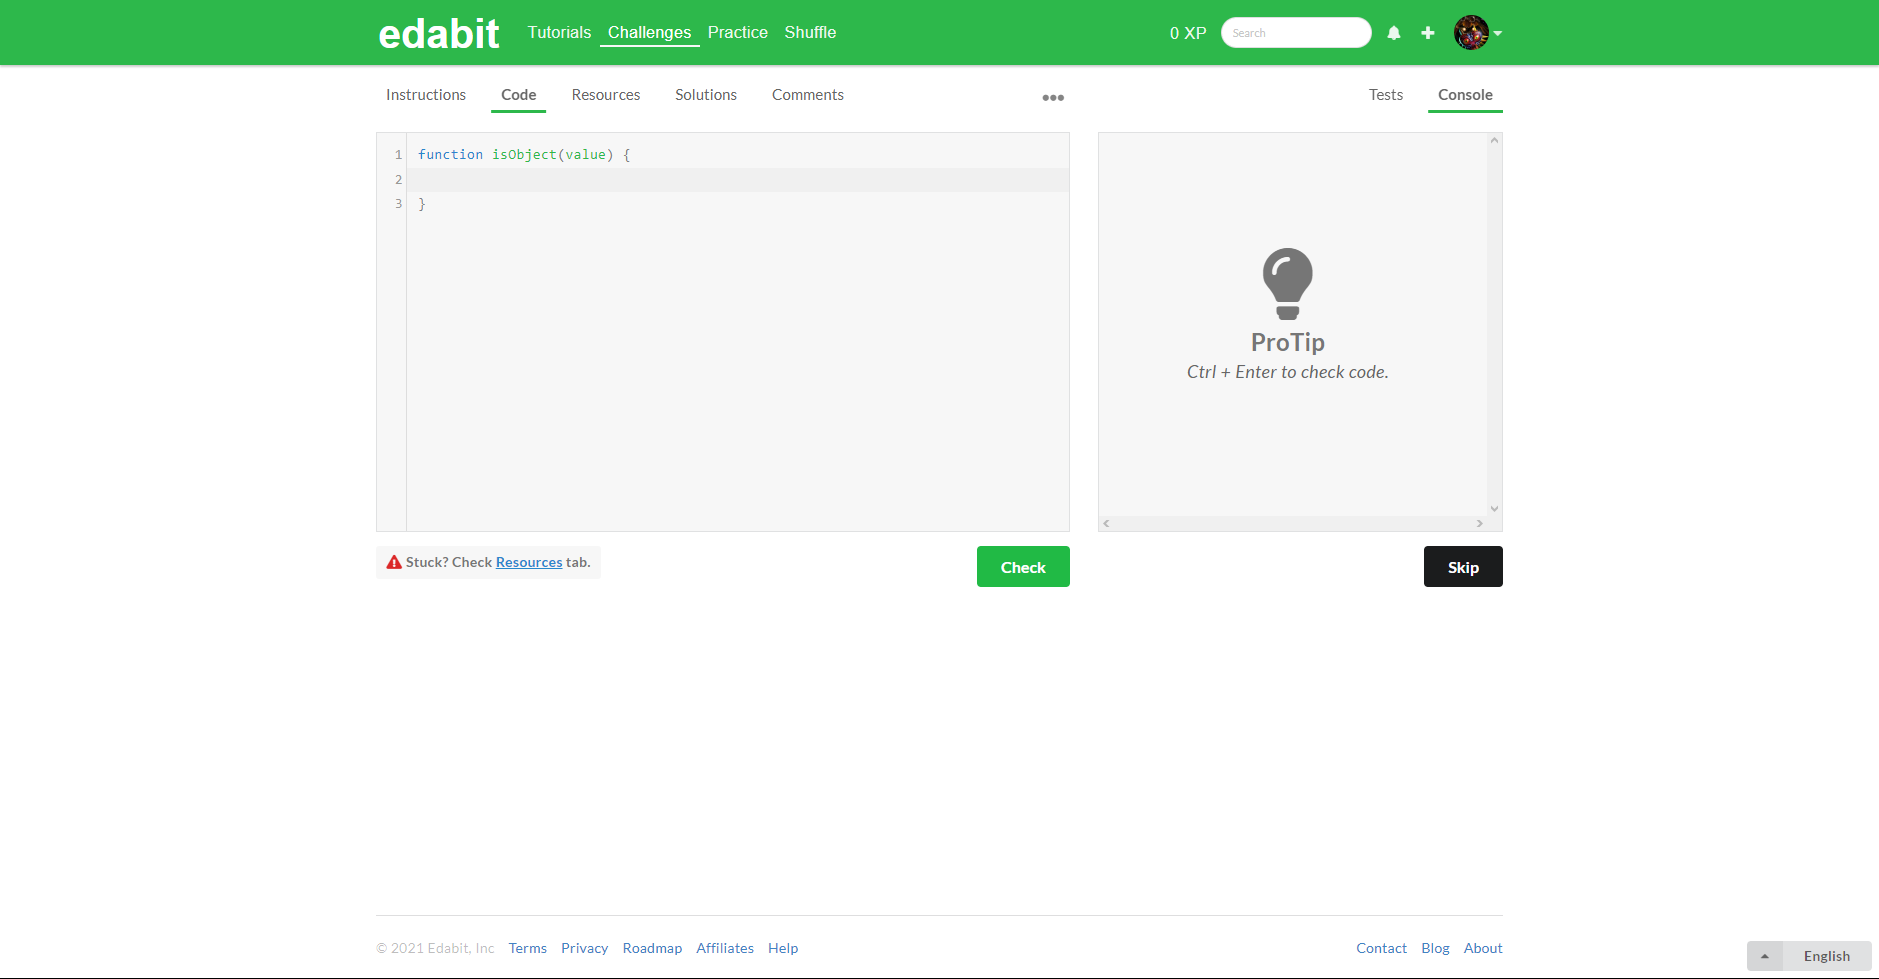 edabit Tutorials Challenges Practice Shuffle 0 XP Search
Instructions Code Resources Solutions Comments Tests Console
1 function isObject(value) {
2
3 }
ProTip
Ctrl + Enter to check code.
Stuck? Check Resources tab. Check Skip
© 2021 Edabit, Inc Terms Privacy Roadmap Affiliates Help Contact Blog About
English